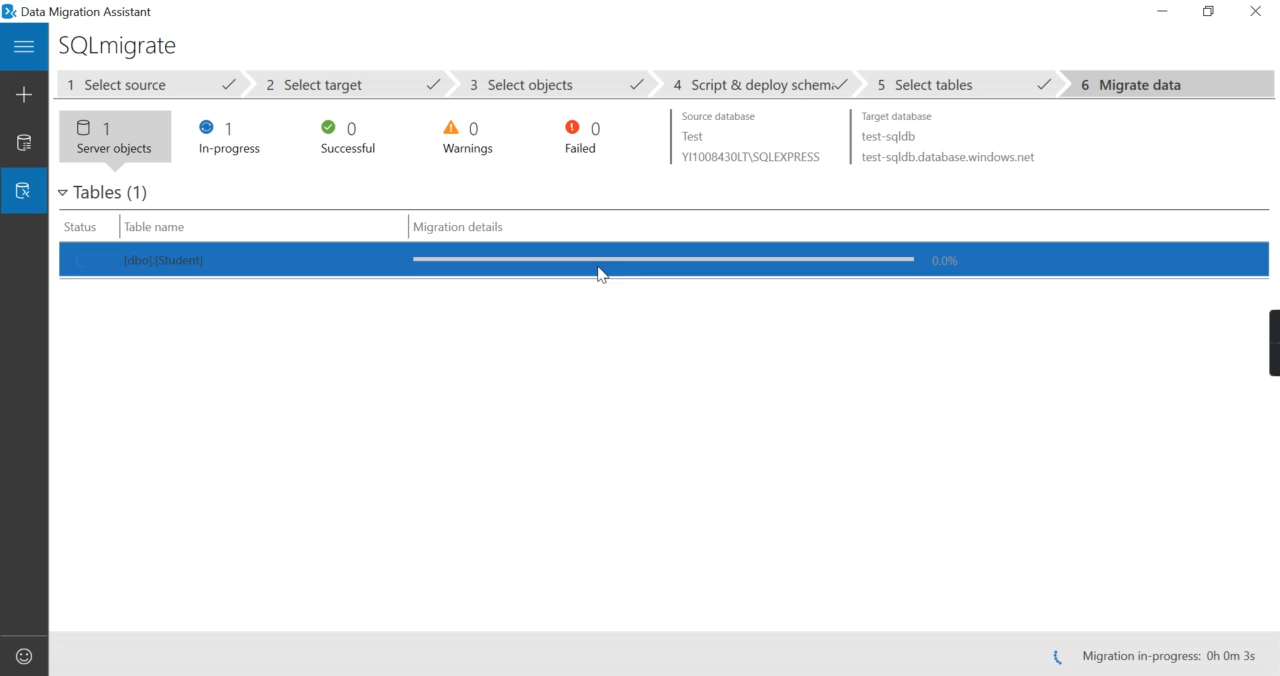 Data Migration Assistant
SQLmigrate
1 Select source
2 Select target
3 Select objects
4 Script & deploy schema
5 Select tables
6 Migrate data
1
Server objects
1
In-progress
0
Successful
0
Warnings
0
Failed
Source database
Test
YI1008430LT\SQLEXPRESS
Target database
test-sqldb
test-sqldb.database.windows.net
Tables (1)
Status
Table name
Migration details
[dbo].[Student]
0.0%
Migration in-progress: 0h 0m 3s